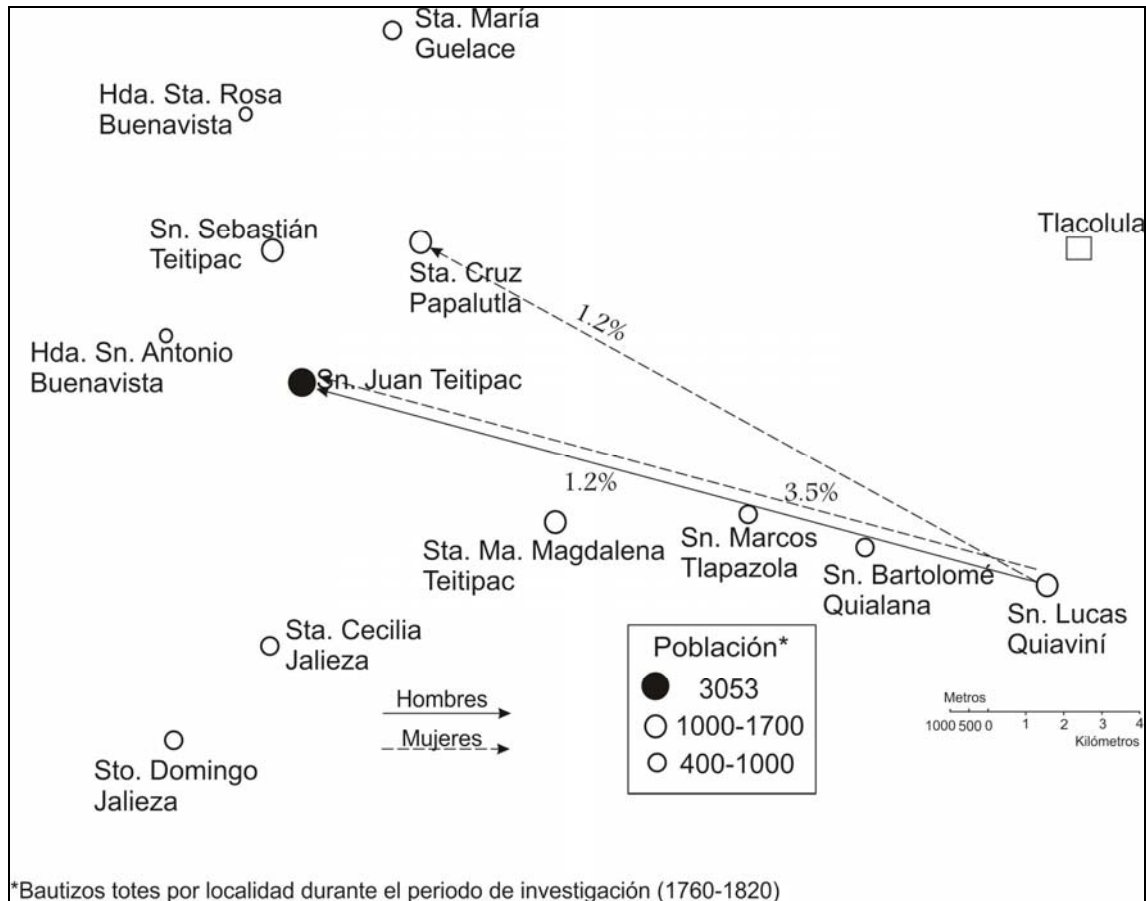 Sta. María
Guelace
Hda. Sta. Rosa
Buenavista
Sn. Sebastián
Teitipac
Sta. Cruz
Papalutla
Tlacolula
1.2%
Hda. Sn. Antonio
Buenavista
Sn. Juan Teitipac
1.2%
3.5%
Sta. Ma. Magdalena
Teitipac
Sn. Marcos
Tlapazola
Sn. Bartolomé
Quialana
Sn. Lucas
Quiaviní
Sta. Cecilia
Jalieza
Sto. Domingo
Jalieza
Hombres
Mujeres
Población*
3053
1000-1700
400-1000
Metros
1000 500 0 1 2 3 4
Kilómetros
*Bautizos totes por localidad durante el periodo de investigación (1760-1820)